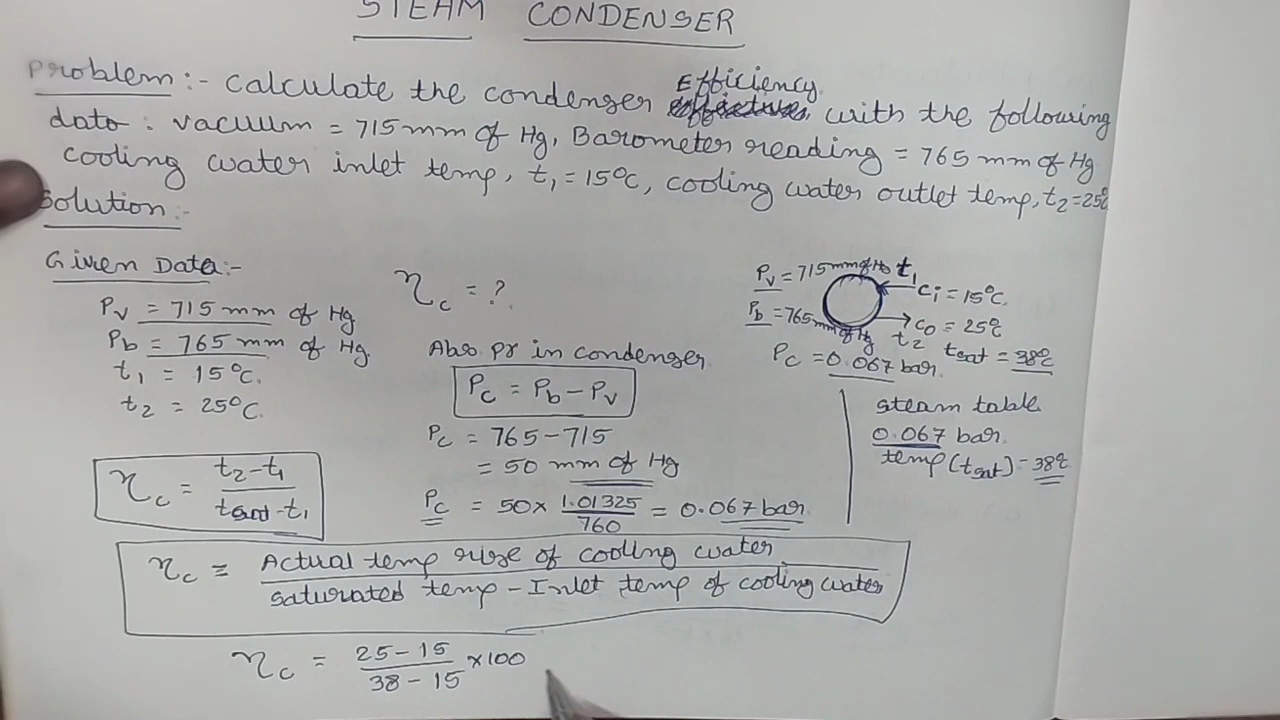 STEAM CONDENSER
Problem:- Calculate the condenser Efficiency with the following
data: vacuum = 715 mm of Hg, Barometer reading = 765 mm of Hg
cooling water inlet temp, t₁ = 15°C, cooling water outlet temp, t₂ = 25°C
Solution:-
Given Data:-
Pv = 715 mm of Hg
Pb = 765 mm of Hg
t₁ = 15°C.
t₂ = 25°C.
ηc = (t₂ - t₁) / (tsat - t₁)
ηc = ?
Abso pr in condenser
Pc = Pb - Pv
Pc = 765 - 715
= 50 mm of Hg
Pc = 50 × 1.01325/760 = 0.067 bar.
Pv = 715 mm of Hg t₁
Ci = 15°C.
Pb = 765 mm of Hg
Co = 25°C
t₂
Pc = 0.067 bar. tsat = 38°C
steam table
0.067 bar.
temp (tsat) - 38°C
ηc = Actual temp rise of cooling water
saturated temp - Inlet temp of cooling water
ηc = (25 - 15) / (38 - 15) × 100